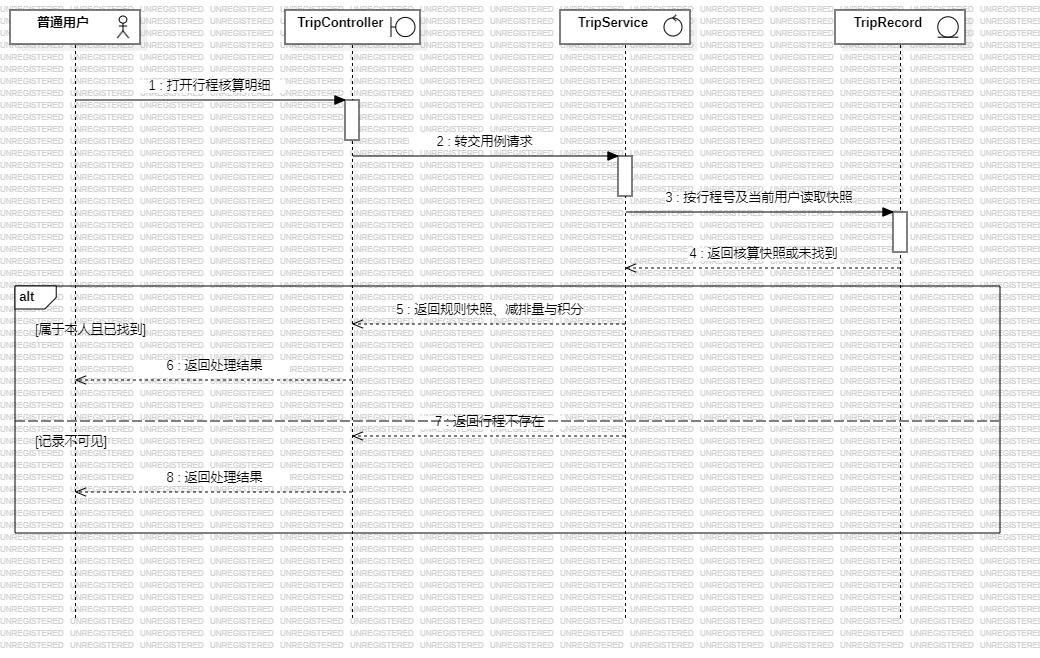 普通用户
TripController
TripService
TripRecord
1 : 打开行程核算明细
2 : 转交用例请求
3 : 按行程号及当前用户读取快照
4 : 返回核算快照或未找到
alt
5 : 返回规则快照、减排量与积分
[属于本人且已找到]
6 : 返回处理结果
7 : 返回行程不存在
[记录不可见]
8 : 返回处理结果
UNREGISTERED